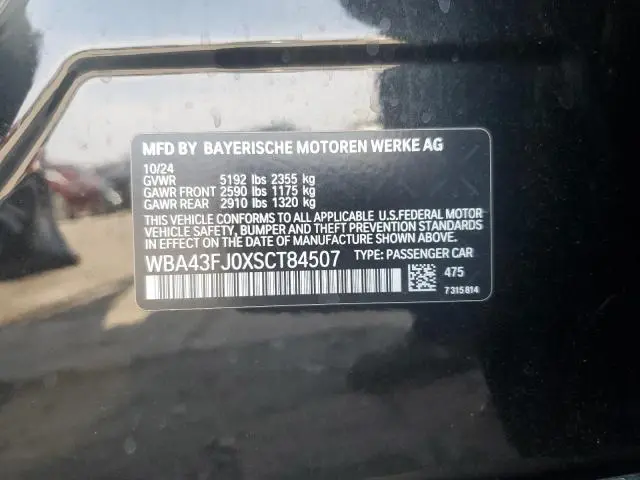 MFD BY BAYERISCHE MOTOREN WERKE AG
10/24
GVWR 5192 lbs 2355 kg
GAWR FRONT 2590 lbs 1175 kg
GAWR REAR 2910 lbs 1320 kg
THIS VEHICLE CONFORMS TO ALL APPLICABLE U.S.FEDERAL MOTOR
VEHICLE SAFETY, BUMPER AND THEFT PREVENTION STANDARDS
IN EFFECT ON THE DATE OF MANUFACTURE SHOWN ABOVE.
WBA43FJ0XSCT84507 TYPE: PASSENGER CAR
475
7315814